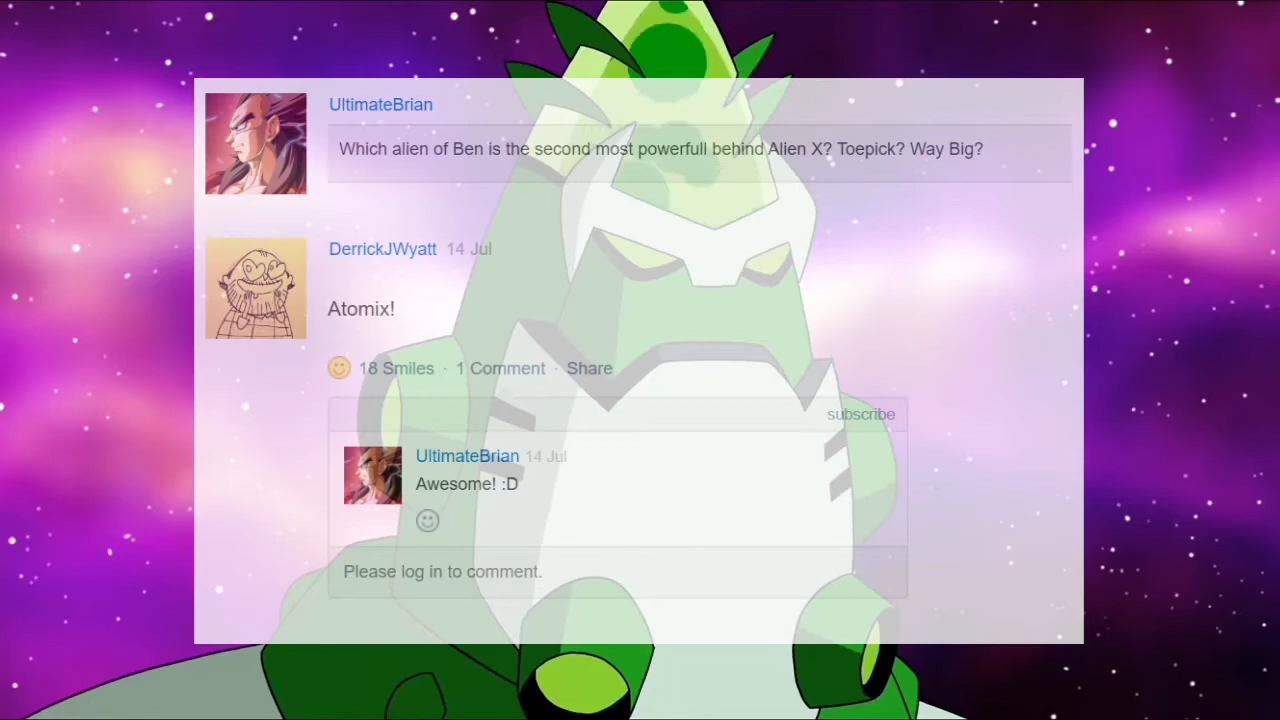 UltimateBrian
Which alien of Ben is the second most powerfull behind Alien X? Toepick? Way Big?
DerrickJWyatt 14 Jul
Atomix!
18 Smiles · 1 Comment · Share
subscribe
UltimateBrian 14 Jul
Awesome! :D
Please log in to comment.